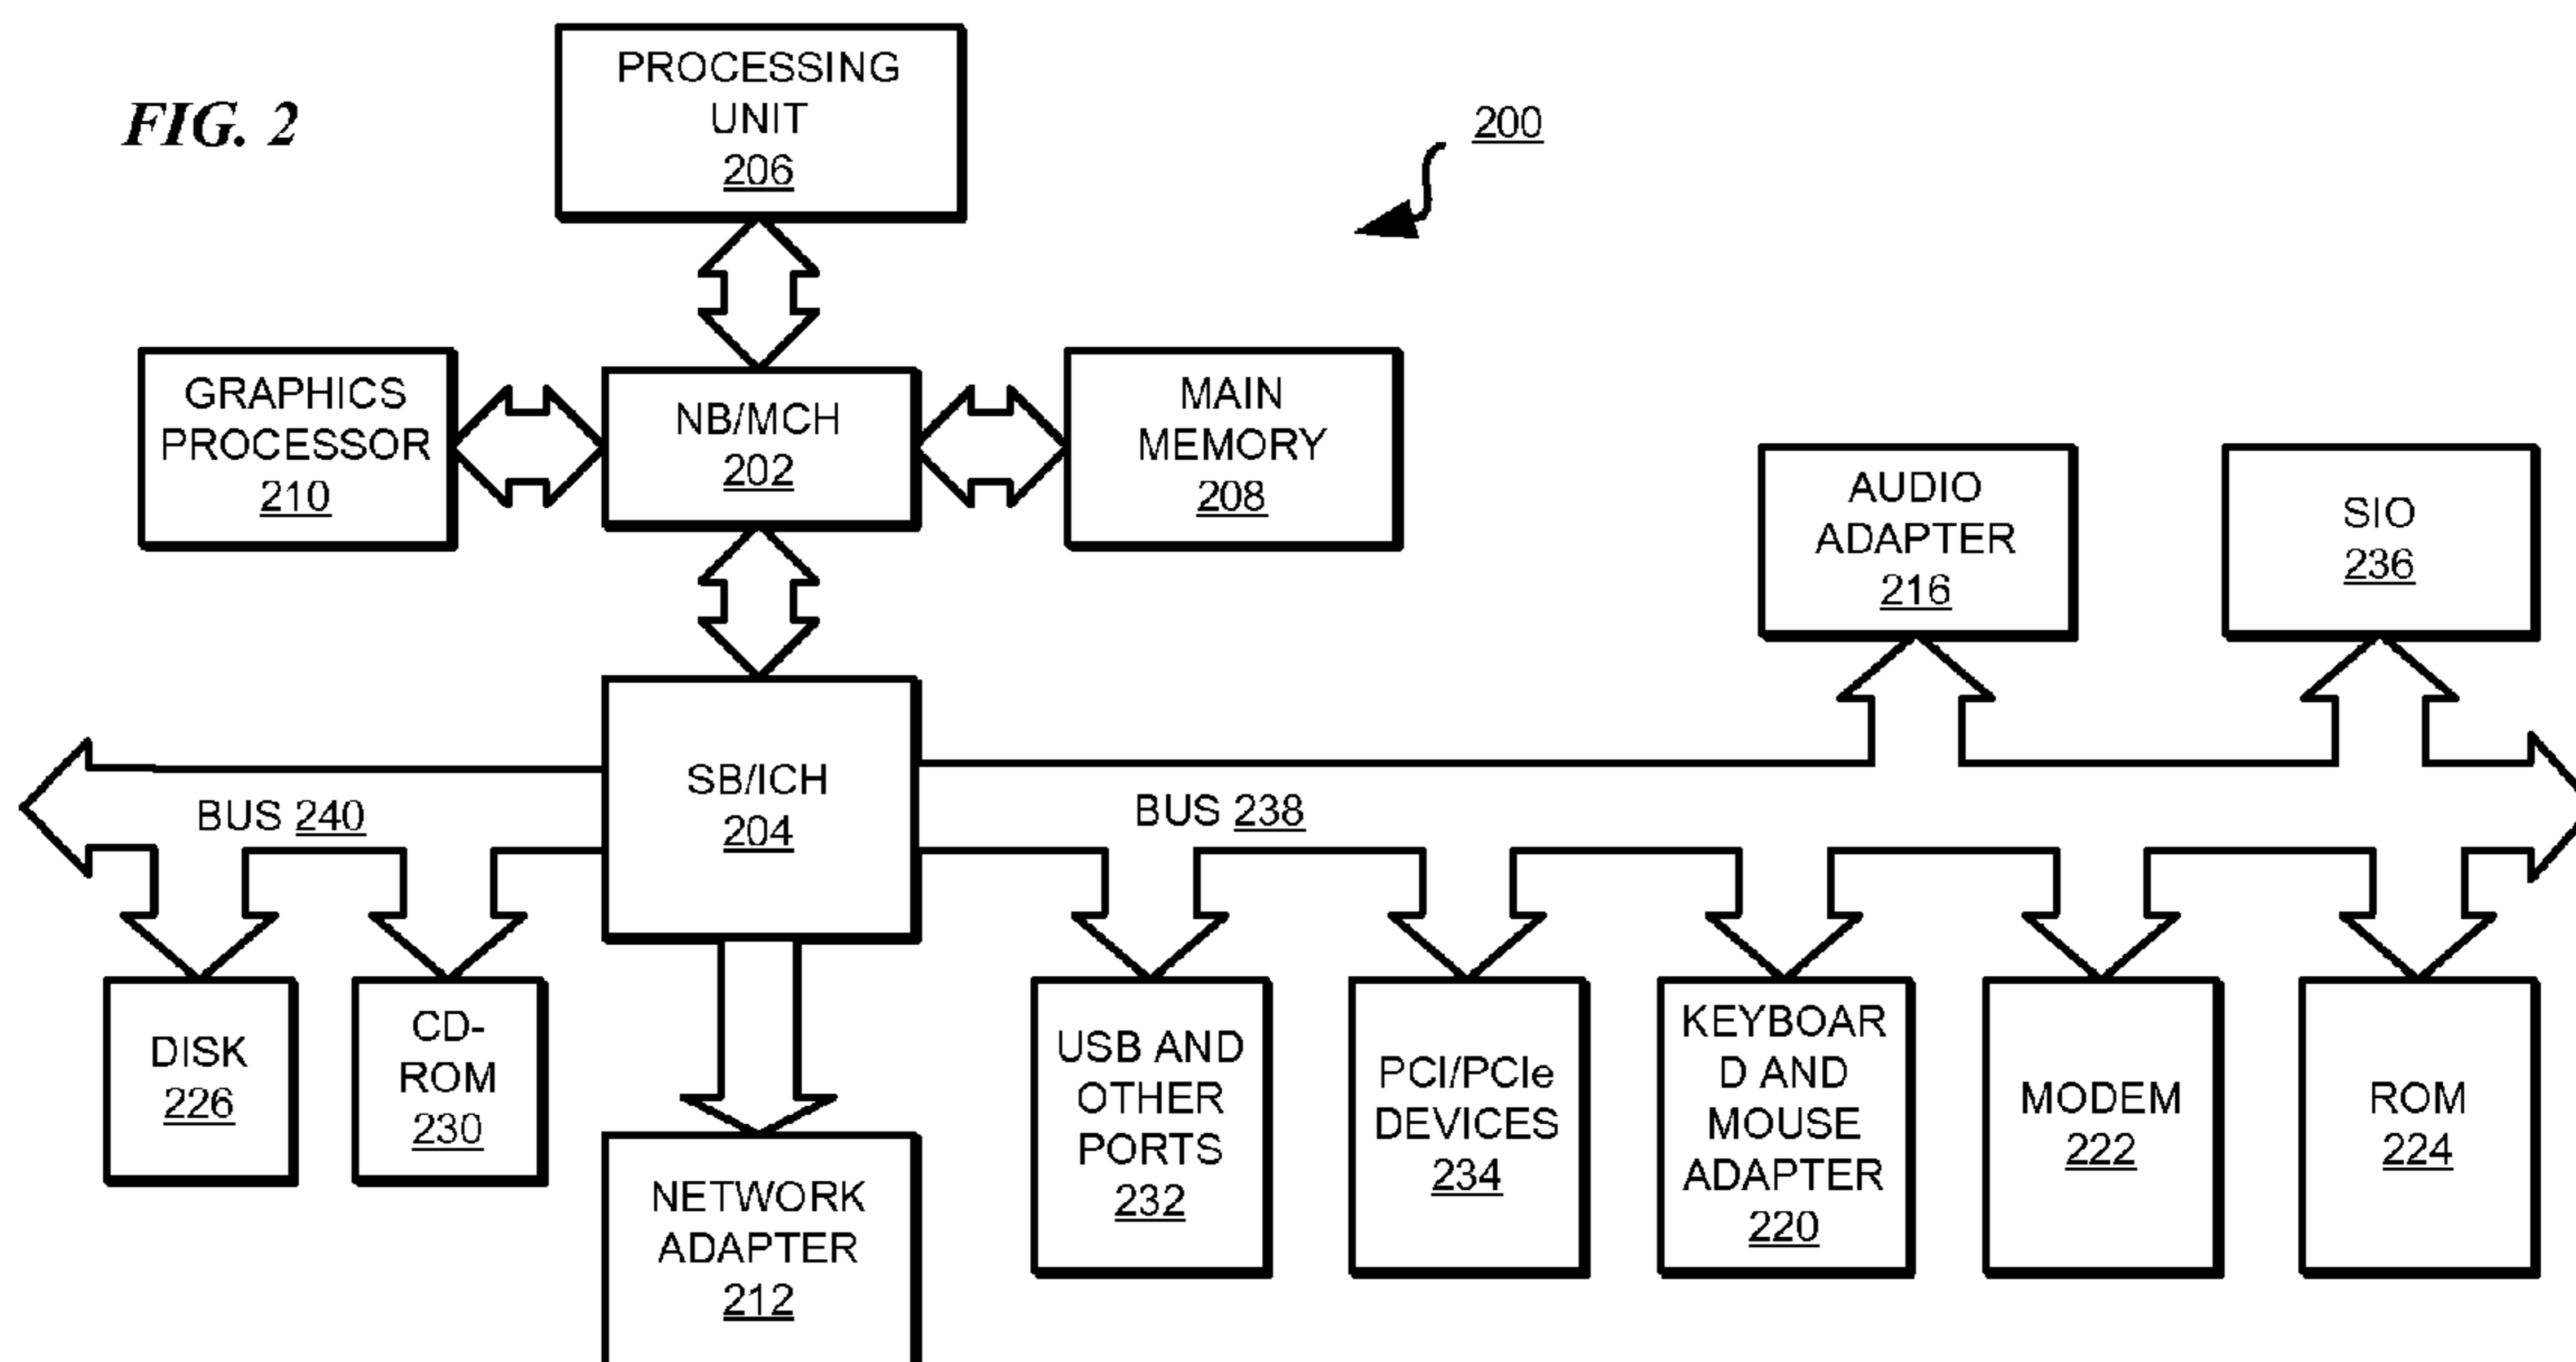 FIG. 2
PROCESSING
UNIT
206
200
GRAPHICS
PROCESSOR
210
NB/MCH
202
MAIN
MEMORY
208
AUDIO
ADAPTER
216
SIO
236
SB/ICH
204
BUS 240
BUS 238
DISK
226
CD-
ROM
230
NETWORK
ADAPTER
212
USB AND
OTHER
PORTS
232
PCI/PCIe
DEVICES
234
KEYBOAR
D AND
MOUSE
ADAPTER
220
MODEM
222
ROM
224